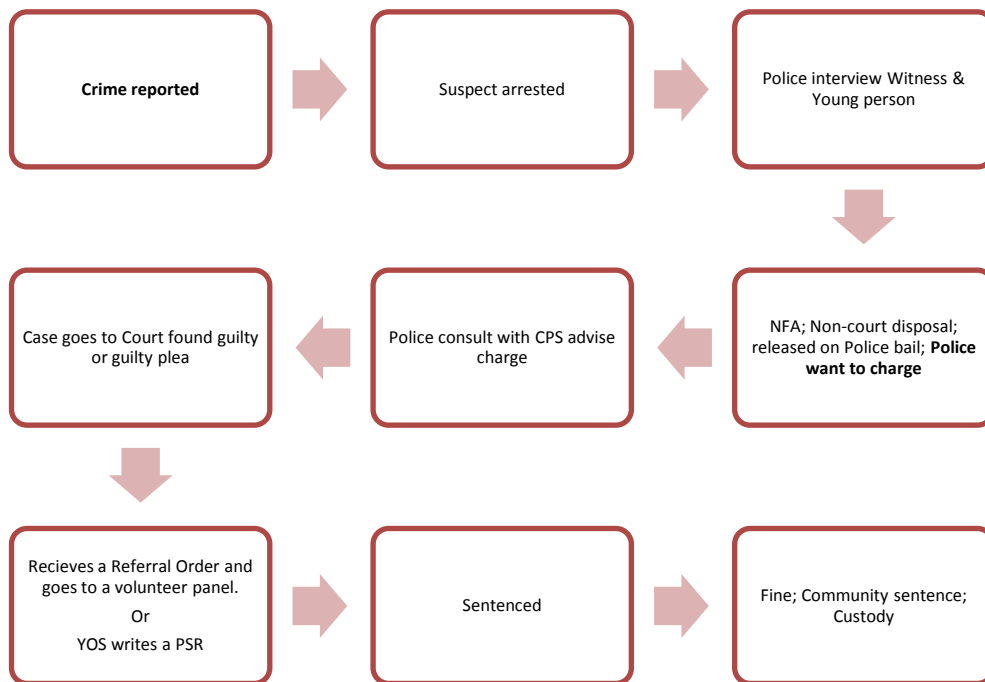 Crime reported
Suspect arrested
Police interview Witness &
Young person
NFA; Non-court disposal;
released on Police bail; Police
want to charge
Police consult with CPS advise
charge
Case goes to Court found guilty
or guilty plea
Recieves a Referral Order and
goes to a volunteer panel.
Or
YOS writes a PSR
Sentenced
Fine; Community sentence;
Custody